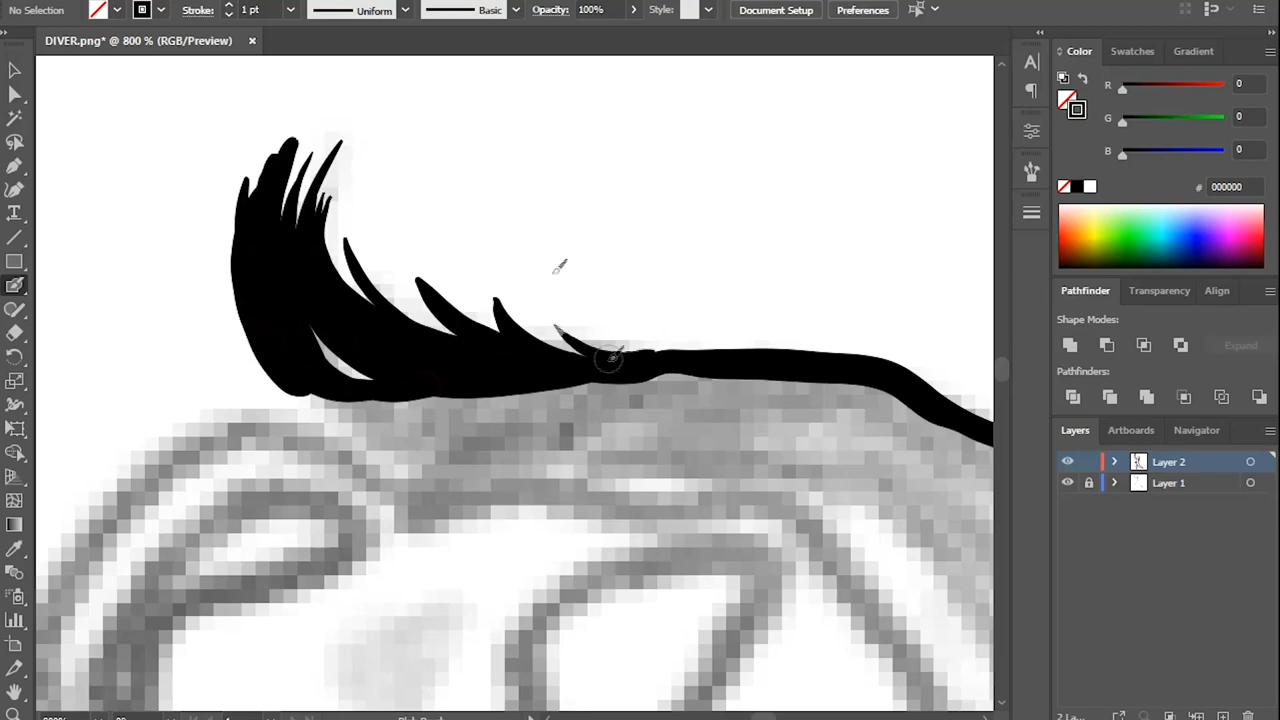 No Selection Stroke: 1 pt Uniform Basic Opacity: 100% Style: Document Setup Preferences
DIVER.png* @ 800 % (RGB/Preview)
Color Swatches Gradient
R 0
G 0
B 0
# 000000
Pathfinder Transparency Align
Shape Modes:
Expand
Pathfinders:
Layers Artboards Navigator
Layer 2
Layer 1